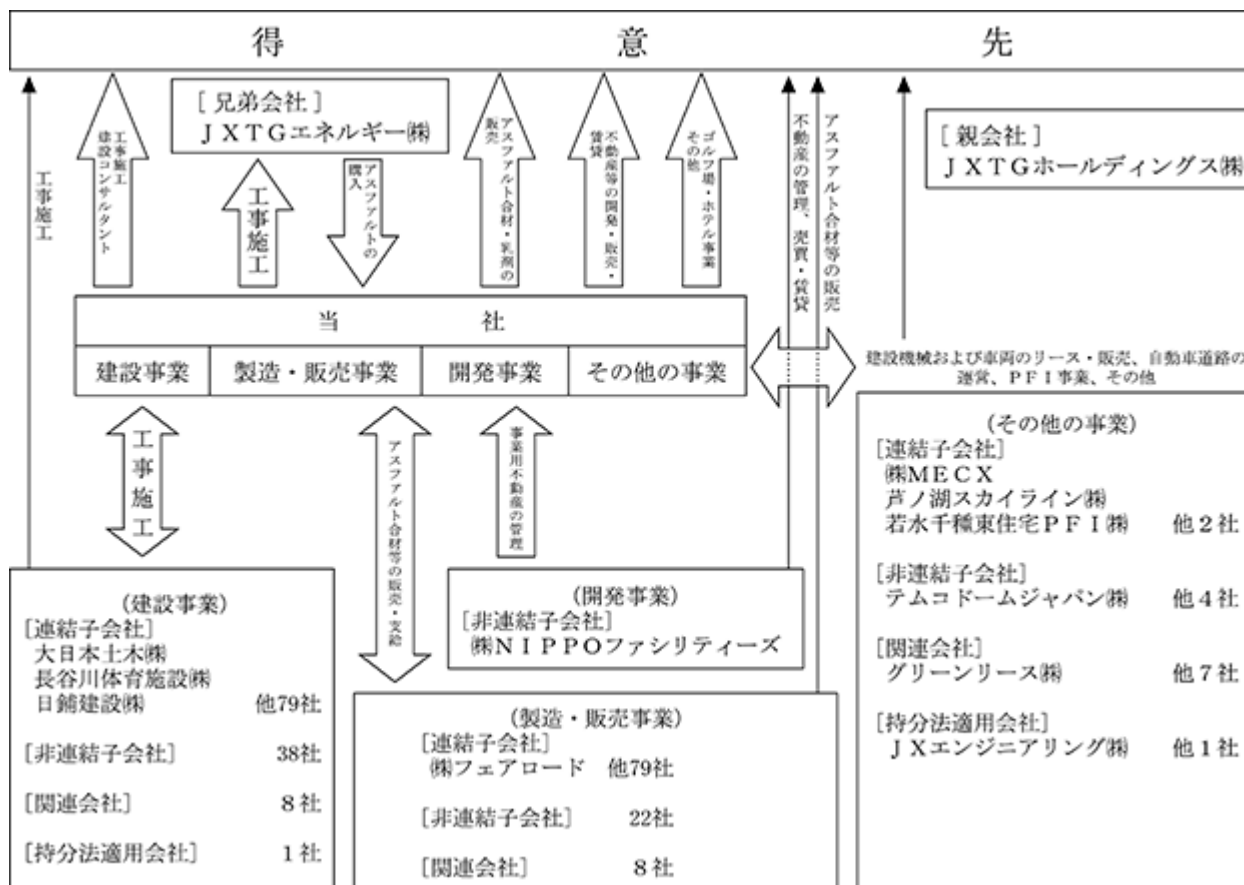 得意先
工事施工
工事施工
建設コンサルタント
[兄弟会社]
ＪＸＴＧエネルギー㈱
工事施工
アスファルトの
購入
アスファルト合材・乳剤の
販売
不動産等の開発・販売・
賃貸
ゴルフ場・ホテル事業
その他
不動産の管理、売買・賃貸
アスファルト合材等の販売
[親会社]
ＪＸＴＧホールディングス㈱
当社
建設事業
製造・販売事業
開発事業
その他の事業
建設機械および車両のリース・販売、自動車道路の
運営、ＰＦＩ事業、その他
工事施工
アスファルト合材等の販売・支給
事業用不動産の管理
(建設事業)
[連結子会社]
大日本土木㈱
長谷川体育施設㈱
日鋪建設㈱ 他79社
[非連結子会社] 38社
[関連会社] 8社
[持分法適用会社] 1社
(開発事業)
[非連結子会社]
㈱ＮＩＰＰＯファシリティーズ
(製造・販売事業)
[連結子会社]
㈱フェアロード 他79社
[非連結子会社] 22社
[関連会社] 8社
(その他の事業)
[連結子会社]
㈱ＭＥＣＸ
芦ノ湖スカイライン㈱
若水千種東住宅ＰＦＩ㈱ 他2社
[非連結子会社]
テムコドームジャパン㈱ 他4社
[関連会社]
グリーンリース㈱ 他7社
[持分法適用会社]
ＪＸエンジニアリング㈱ 他1社